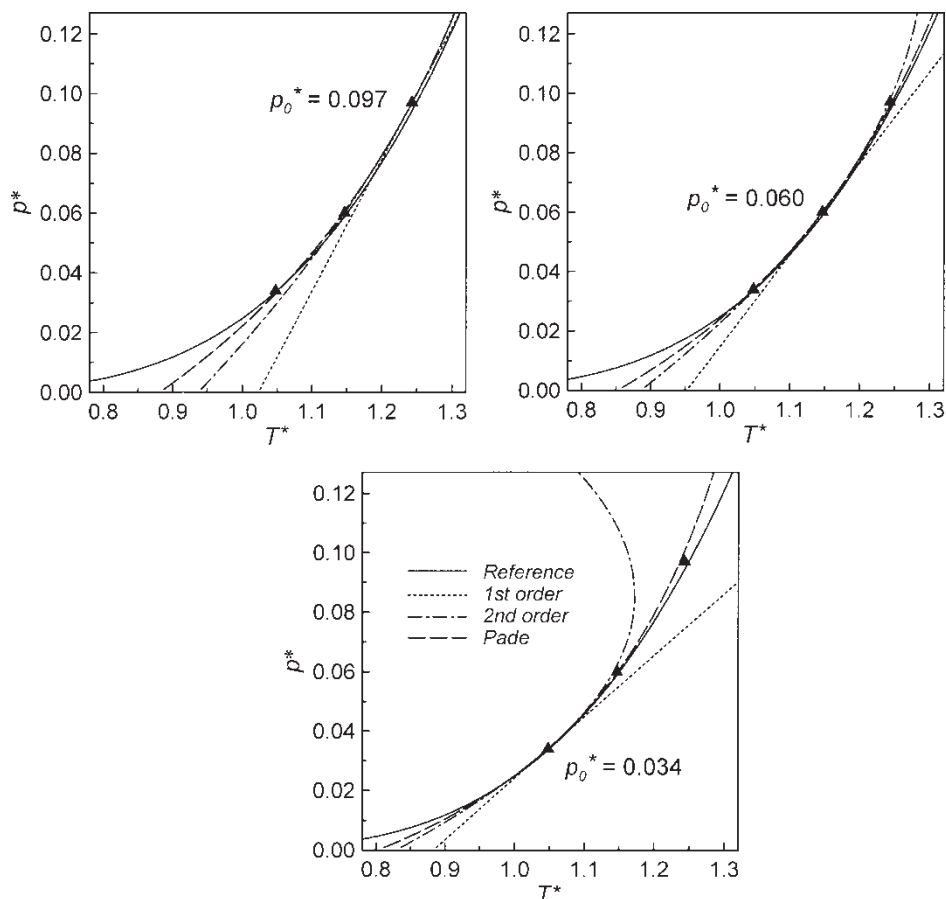 0.12
0.10
0.08
0.06
0.04
0.02
0.00
p*
p₀* = 0.097
0.8 0.9 1.0 1.1 1.2 1.3
T*
0.12
0.10
0.08
0.06
0.04
0.02
0.00
p*
p₀* = 0.060
0.8 0.9 1.0 1.1 1.2 1.3
T*
0.12
0.10
0.08
0.06
0.04
0.02
0.00
p*
Reference
1st order
2nd order
Pade
p₀* = 0.034
0.8 0.9 1.0 1.1 1.2 1.3
T*